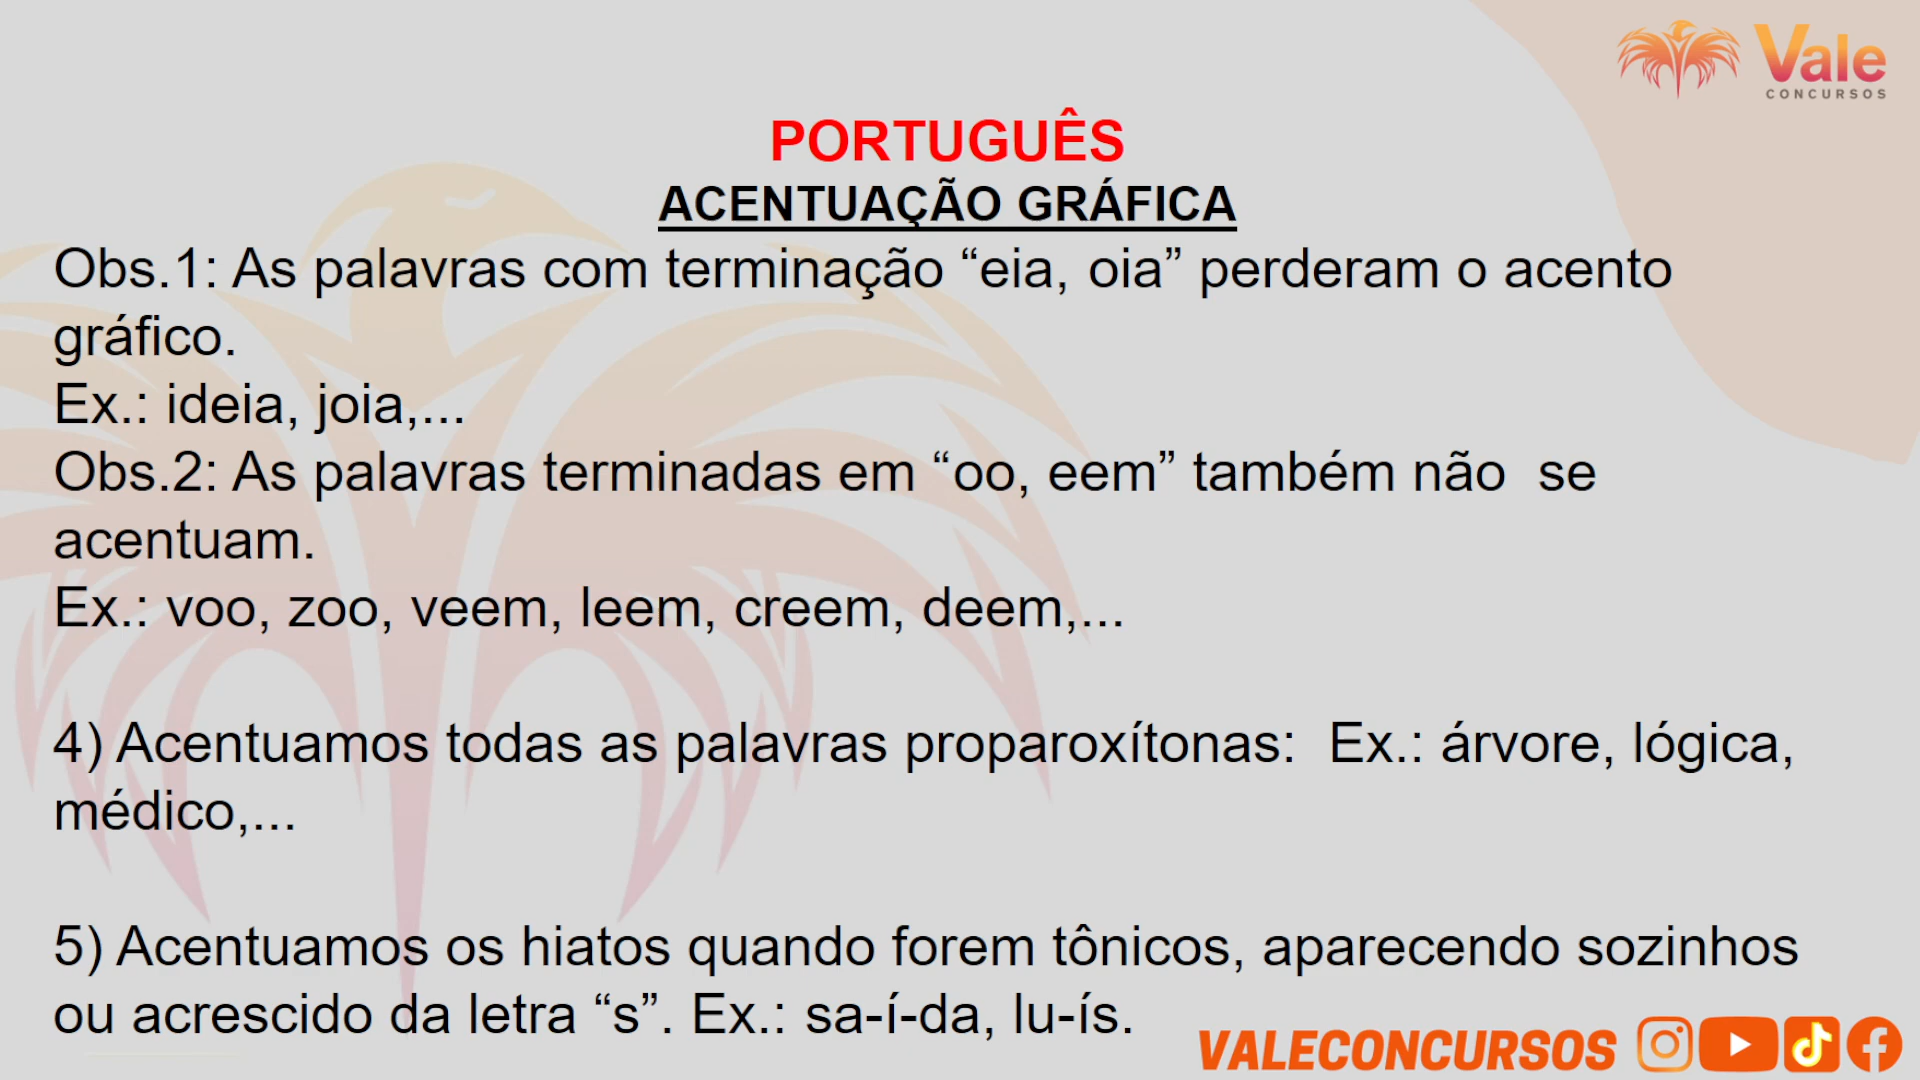 Vale
CONCURSOS
PORTUGUÊS
ACENTUAÇÃO GRÁFICA
Obs.1: As palavras com terminação “eia, oia” perderam o acento
gráfico.
Ex.: ideia, joia,...
Obs.2: As palavras terminadas em “oo, eem” também não  se
acentuam.
Ex.: voo, zoo, veem, leem, creem, deem,...
4) Acentuamos todas as palavras proparoxítonas:  Ex.: árvore, lógica,
médico,...
5) Acentuamos os hiatos quando forem tônicos, aparecendo sozinhos
ou acrescido da letra “s”. Ex.: sa-í-da, lu-ís.
VALECONCURSOS